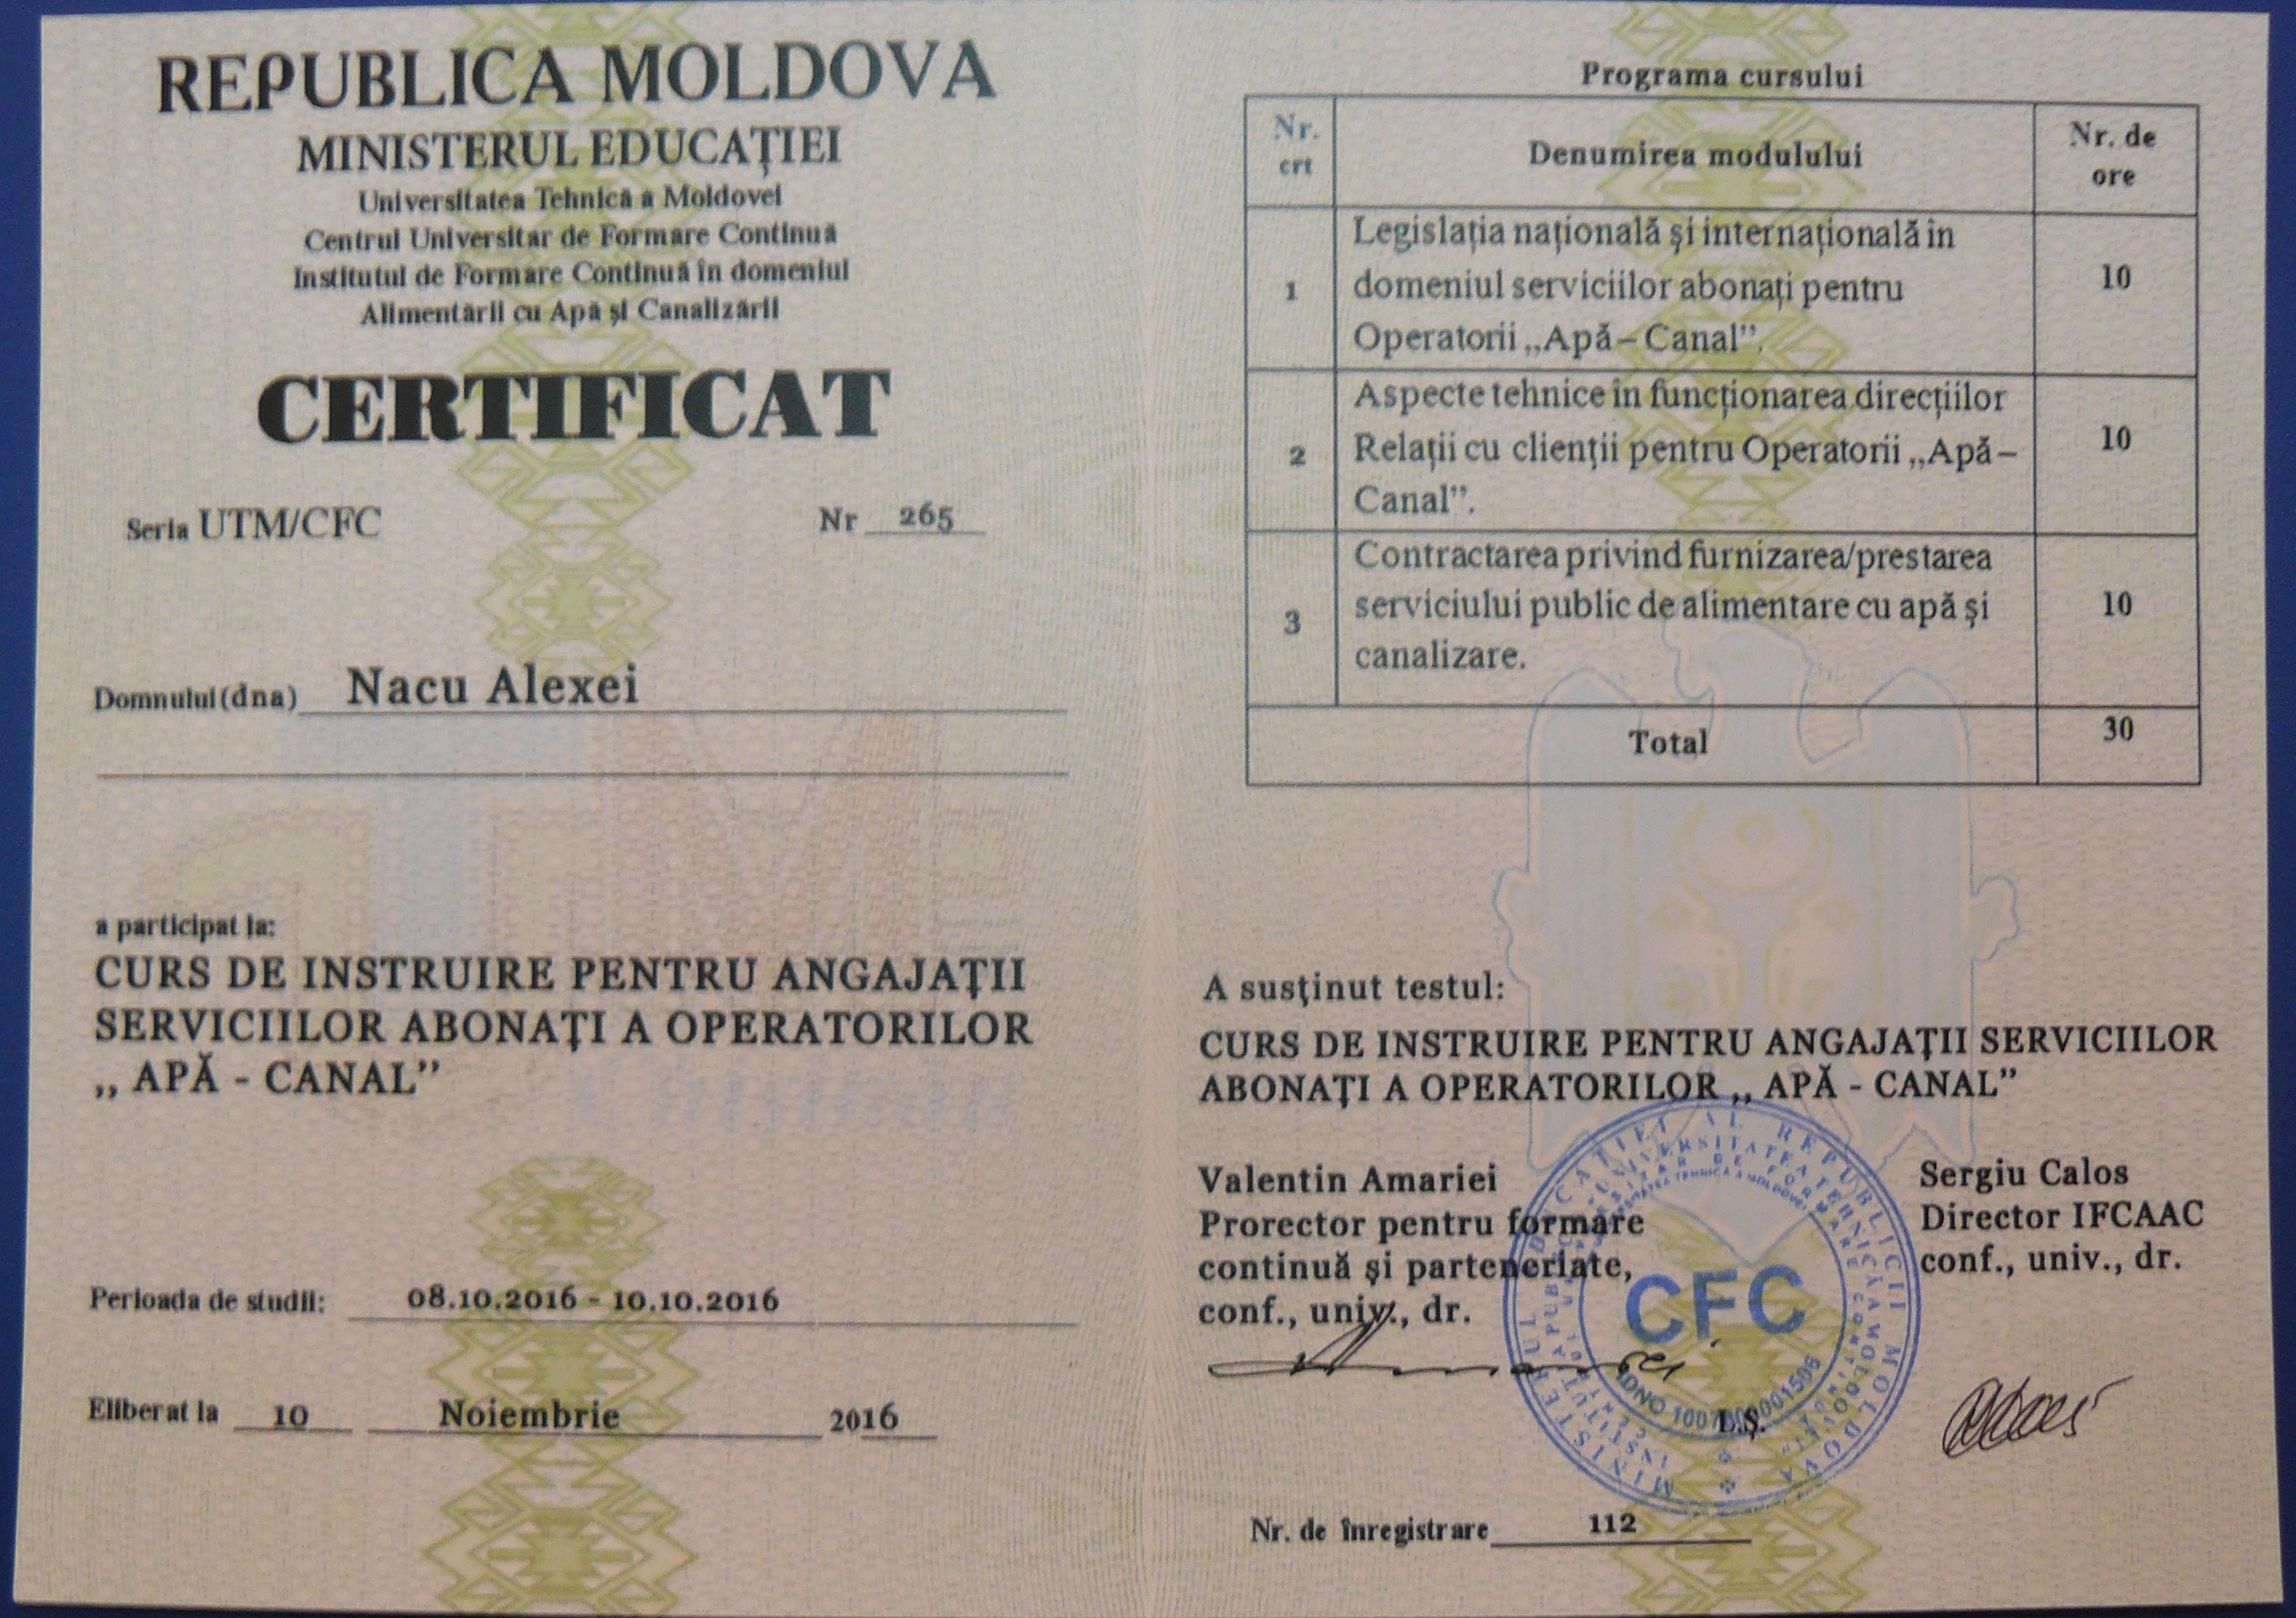 REPUBLICA MOLDOVA
MINISTERUL EDUCAȚIEI
Universitatea Tehnică a Moldovei
Centrul Universitar de Formare Continuă
Institutul de Formare Continuă în domeniul
Alimentării cu Apă și Canalizării
CERTIFICAT
Seria UTM/CFC Nr 265
Domnului(dna) Nacu Alexei
a participat la:
CURS DE INSTRUIRE PENTRU ANGAJAȚII
SERVICIILOR ABONAȚI A OPERATORILOR
,, APĂ - CANAL”
Perioada de studii: 08.10.2016 - 10.10.2016
Eliberat la 10 Noiembrie 2016
Programa cursului
Nr. crt
Denumirea modulului
Nr. de ore
1
Legislația națională și internațională în
domeniul serviciilor abonați pentru
Operatorii „Apă – Canal”.
10
2
Aspecte tehnice în funcționarea direcțiilor
Relații cu clienții pentru Operatorii „Apă –
Canal”.
10
3
Contractarea privind furnizarea/prestarea
serviciului public de alimentare cu apă și
canalizare.
10
Total
30
A susținut testul:
CURS DE INSTRUIRE PENTRU ANGAJAȚII SERVICIILOR
ABONAȚI A OPERATORILOR ,, APĂ - CANAL”
Valentin Amariei
Prorector pentru formare
continuă și parteneriate,
conf., univ., dr.
Sergiu Calos
Director IFCAAC
conf., univ., dr.
CFC
L.Ș.
Nr. de înregistrare 112